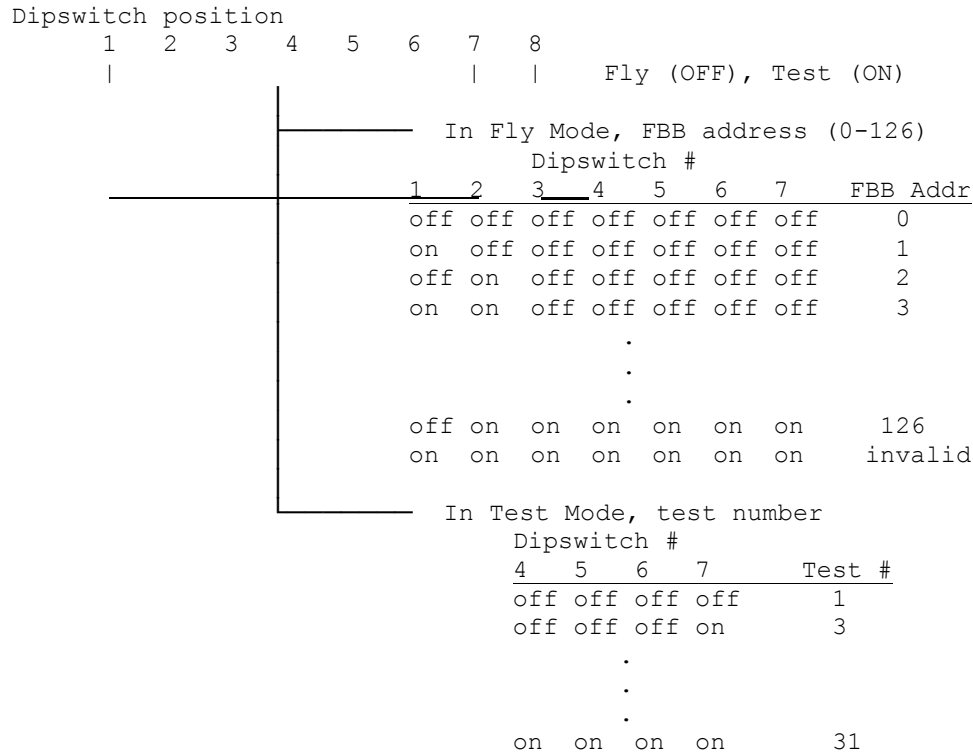 Dipswitch position
1 2 3 4 5 6 7 8
| | | Fly (OFF), Test (ON)
In Fly Mode, FBB address (0-126)
Dipswitch #
1 2 3 4 5 6 7 FBB Addr
off off off off off off off 0
on off off off off off off 1
off on off off off off off 2
on on off off off off off 3
.
.
.
off on on on on on on 126
on on on on on on on invalid
In Test Mode, test number
Dipswitch #
4 5 6 7 Test #
off off off off 1
off off off on 3
.
.
.
on on on on 31